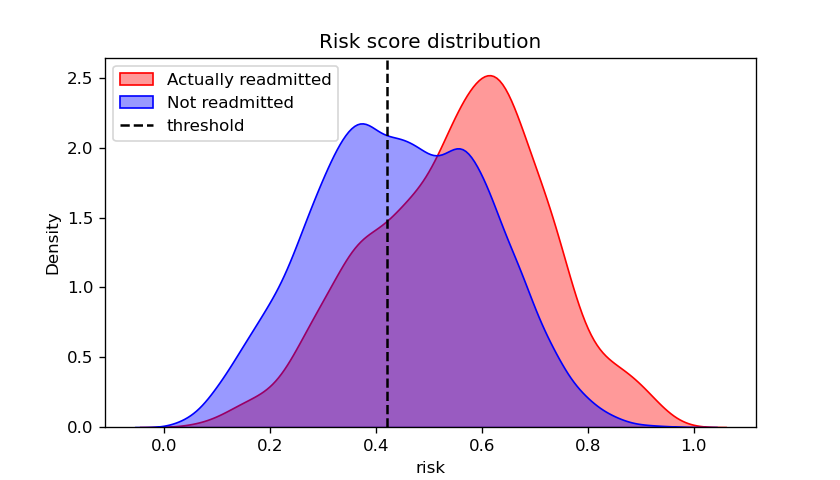 Risk score distribution
Actually readmitted
Not readmitted
threshold
Density
2.5
2.0
1.5
1.0
0.5
0.0
0.0 0.2 0.4 0.6 0.8 1.0
risk